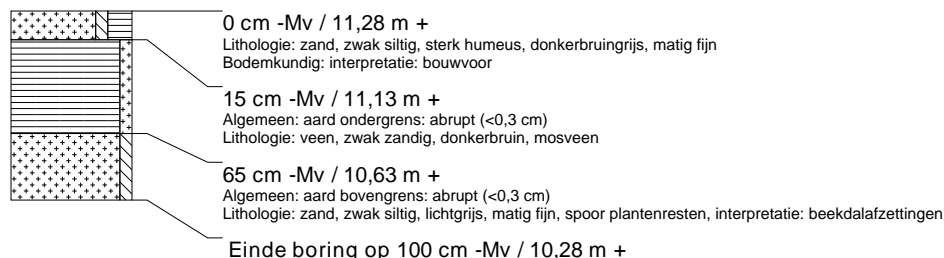 0 cm -Mv / 11,28 m +
Lithologie: zand, zwak siltig, sterk humeus, donkerbruingrijs, matig fijn
Bodemkundig: interpretatie: bouwvoor
15 cm -Mv / 11,13 m +
Algemeen: aard ondergrens: abrupt (<0,3 cm)
Lithologie: veen, zwak zandig, donkerbruin, mosveen
65 cm -Mv / 10,63 m +
Algemeen: aard bovengrens: abrupt (<0,3 cm)
Lithologie: zand, zwak siltig, lichtgrijs, matig fijn, spoor plantenresten, interpretatie: beekdalafzettingen
Einde boring op 100 cm -Mv / 10,28 m +